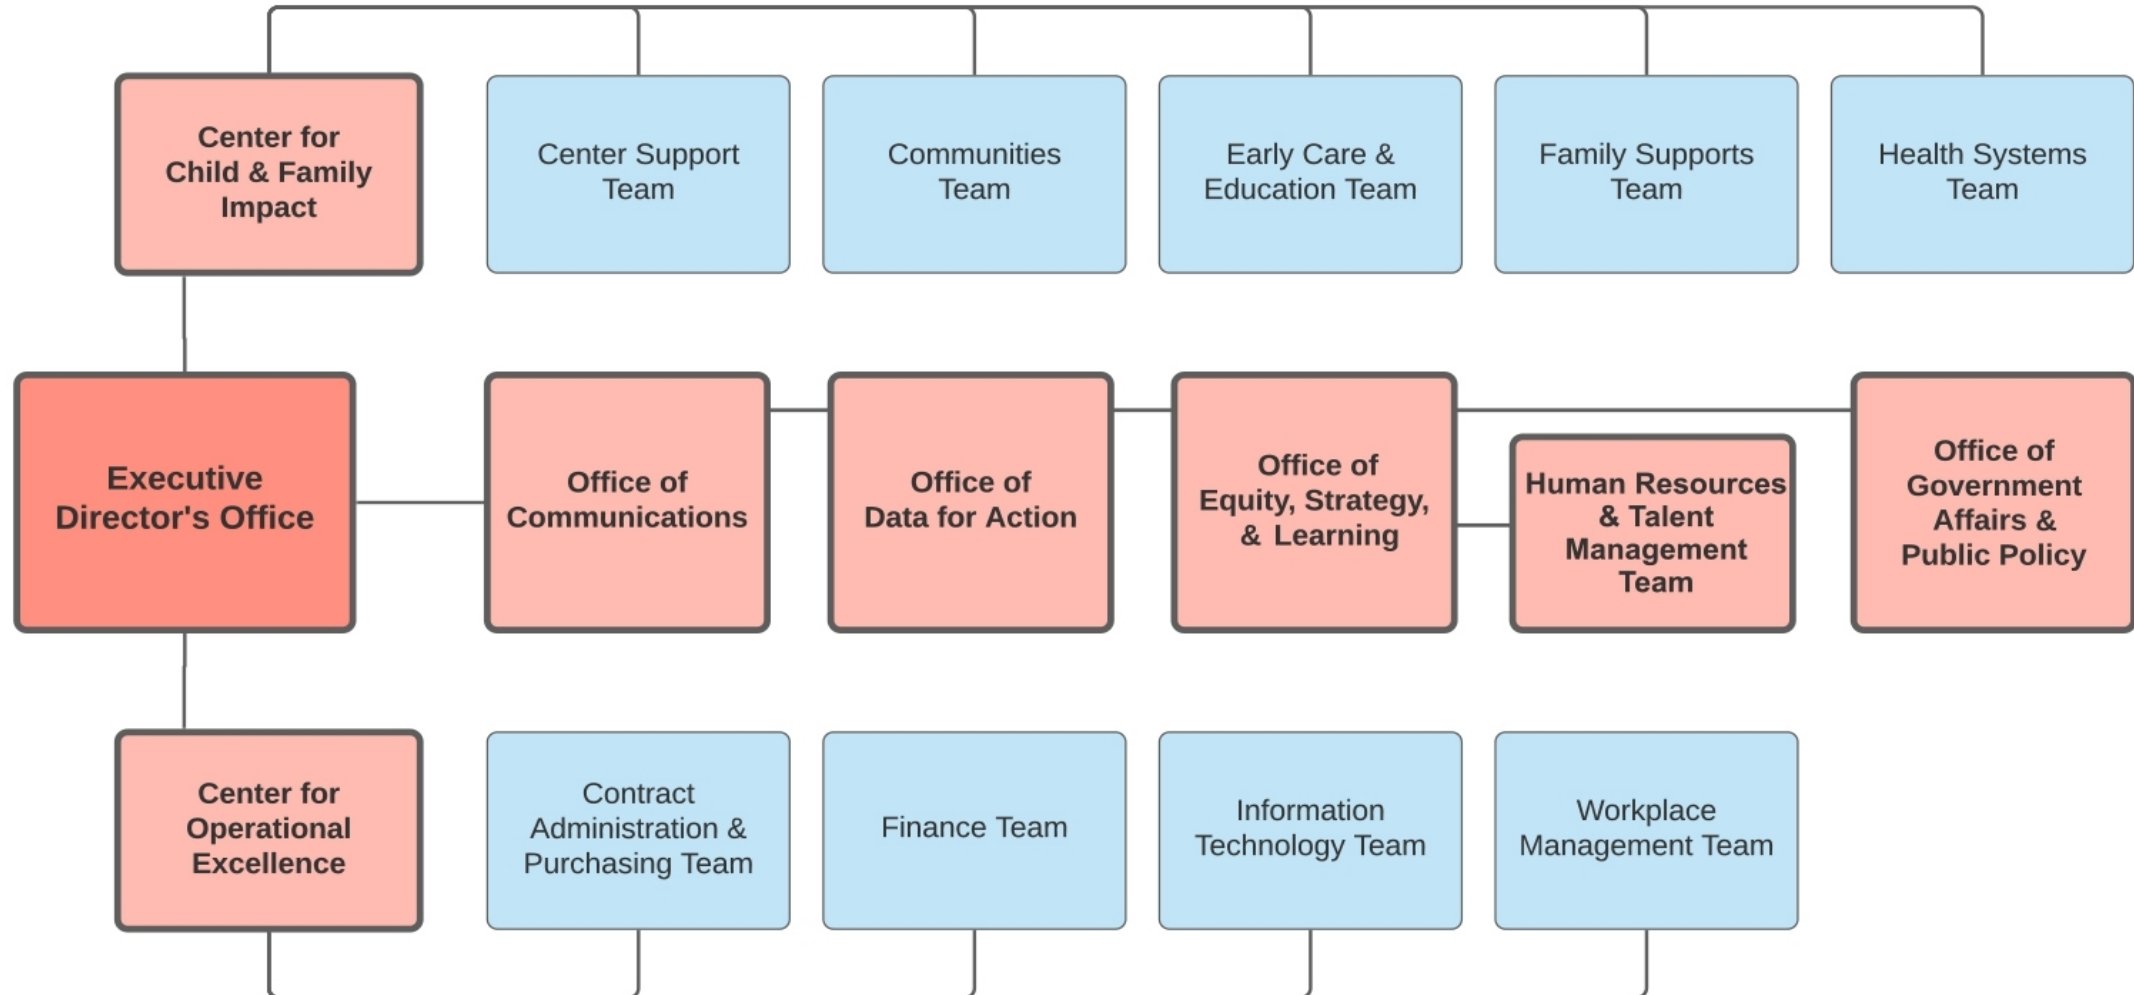 Center for
Child & Family
Impact
Center Support
Team
Communities
Team
Early Care &
Education Team
Family Supports
Team
Health Systems
Team
Executive
Director's Office
Office of
Communications
Office of
Data for Action
Office of
Equity, Strategy,
& Learning
Human Resources
& Talent
Management
Team
Office of
Government
Affairs &
Public Policy
Center for
Operational
Excellence
Contract
Administration &
Purchasing Team
Finance Team
Information
Technology Team
Workplace
Management Team